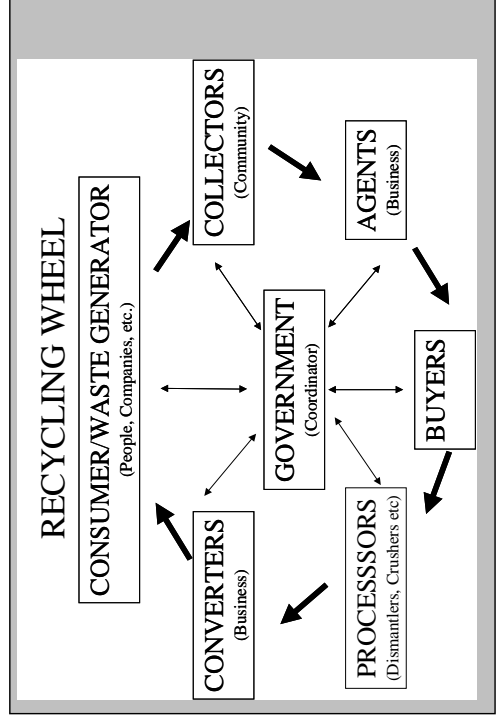 RECYCLING WHEEL
CONSUMER/WASTE GENERATOR
(People, Companies, etc.)
COLLECTORS
(Community)
AGENTS
(Business)
BUYERS
PROCESSSORS
(Dismantlers, Crushers etc)
CONVERTERS
(Business)
GOVERNMENT
(Coordinator)